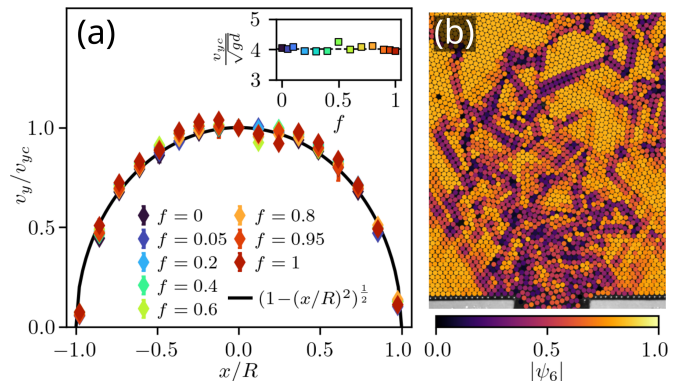 (a)
v_yc/√gd
5
4
3
0
0.5
1
f
v_y/v_yc
1.0
0.5
0.0
f = 0
f = 0.05
f = 0.2
f = 0.4
f = 0.6
f = 0.8
f = 0.95
f = 1
(1−(x/R)²)^½
−1.0
−0.5
0.0
0.5
1.0
x/R
(b)
0.0
0.5
1.0
|ψ₆|